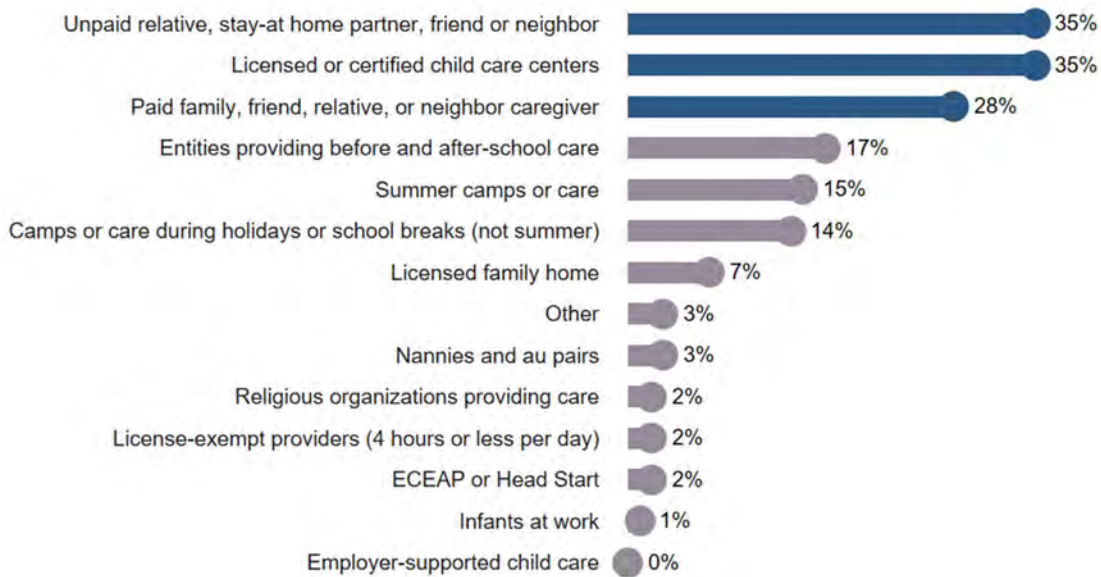 Unpaid relative, stay-at home partner, friend or neighbor 35%
Licensed or certified child care centers 35%
Paid family, friend, relative, or neighbor caregiver 28%
Entities providing before and after-school care 17%
Summer camps or care 15%
Camps or care during holidays or school breaks (not summer) 14%
Licensed family home 7%
Other 3%
Nannies and au pairs 3%
Religious organizations providing care 2%
License-exempt providers (4 hours or less per day) 2%
ECEAP or Head Start 2%
Infants at work 1%
Employer-supported child care 0%